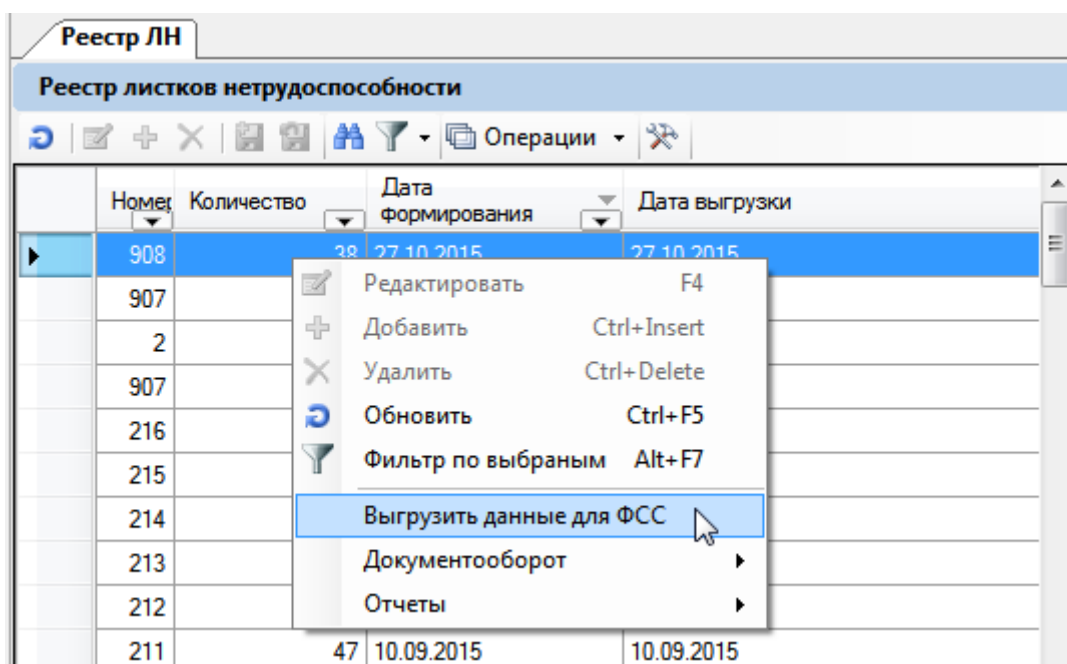 Реестр ЛН
Реестр листков нетрудоспособности
Операции
Номер Количество Дата формирования Дата выгрузки
908 38 27.10.2015 27.10.2015
Редактировать F4
907
Добавить Ctrl+Insert
2
Удалить Ctrl+Delete
907
Обновить Ctrl+F5
216
Фильтр по выбраным Alt+F7
215
Выгрузить данные для ФСС
214
Документооборот
213
Отчеты
212
211 47 10.09.2015 10.09.2015